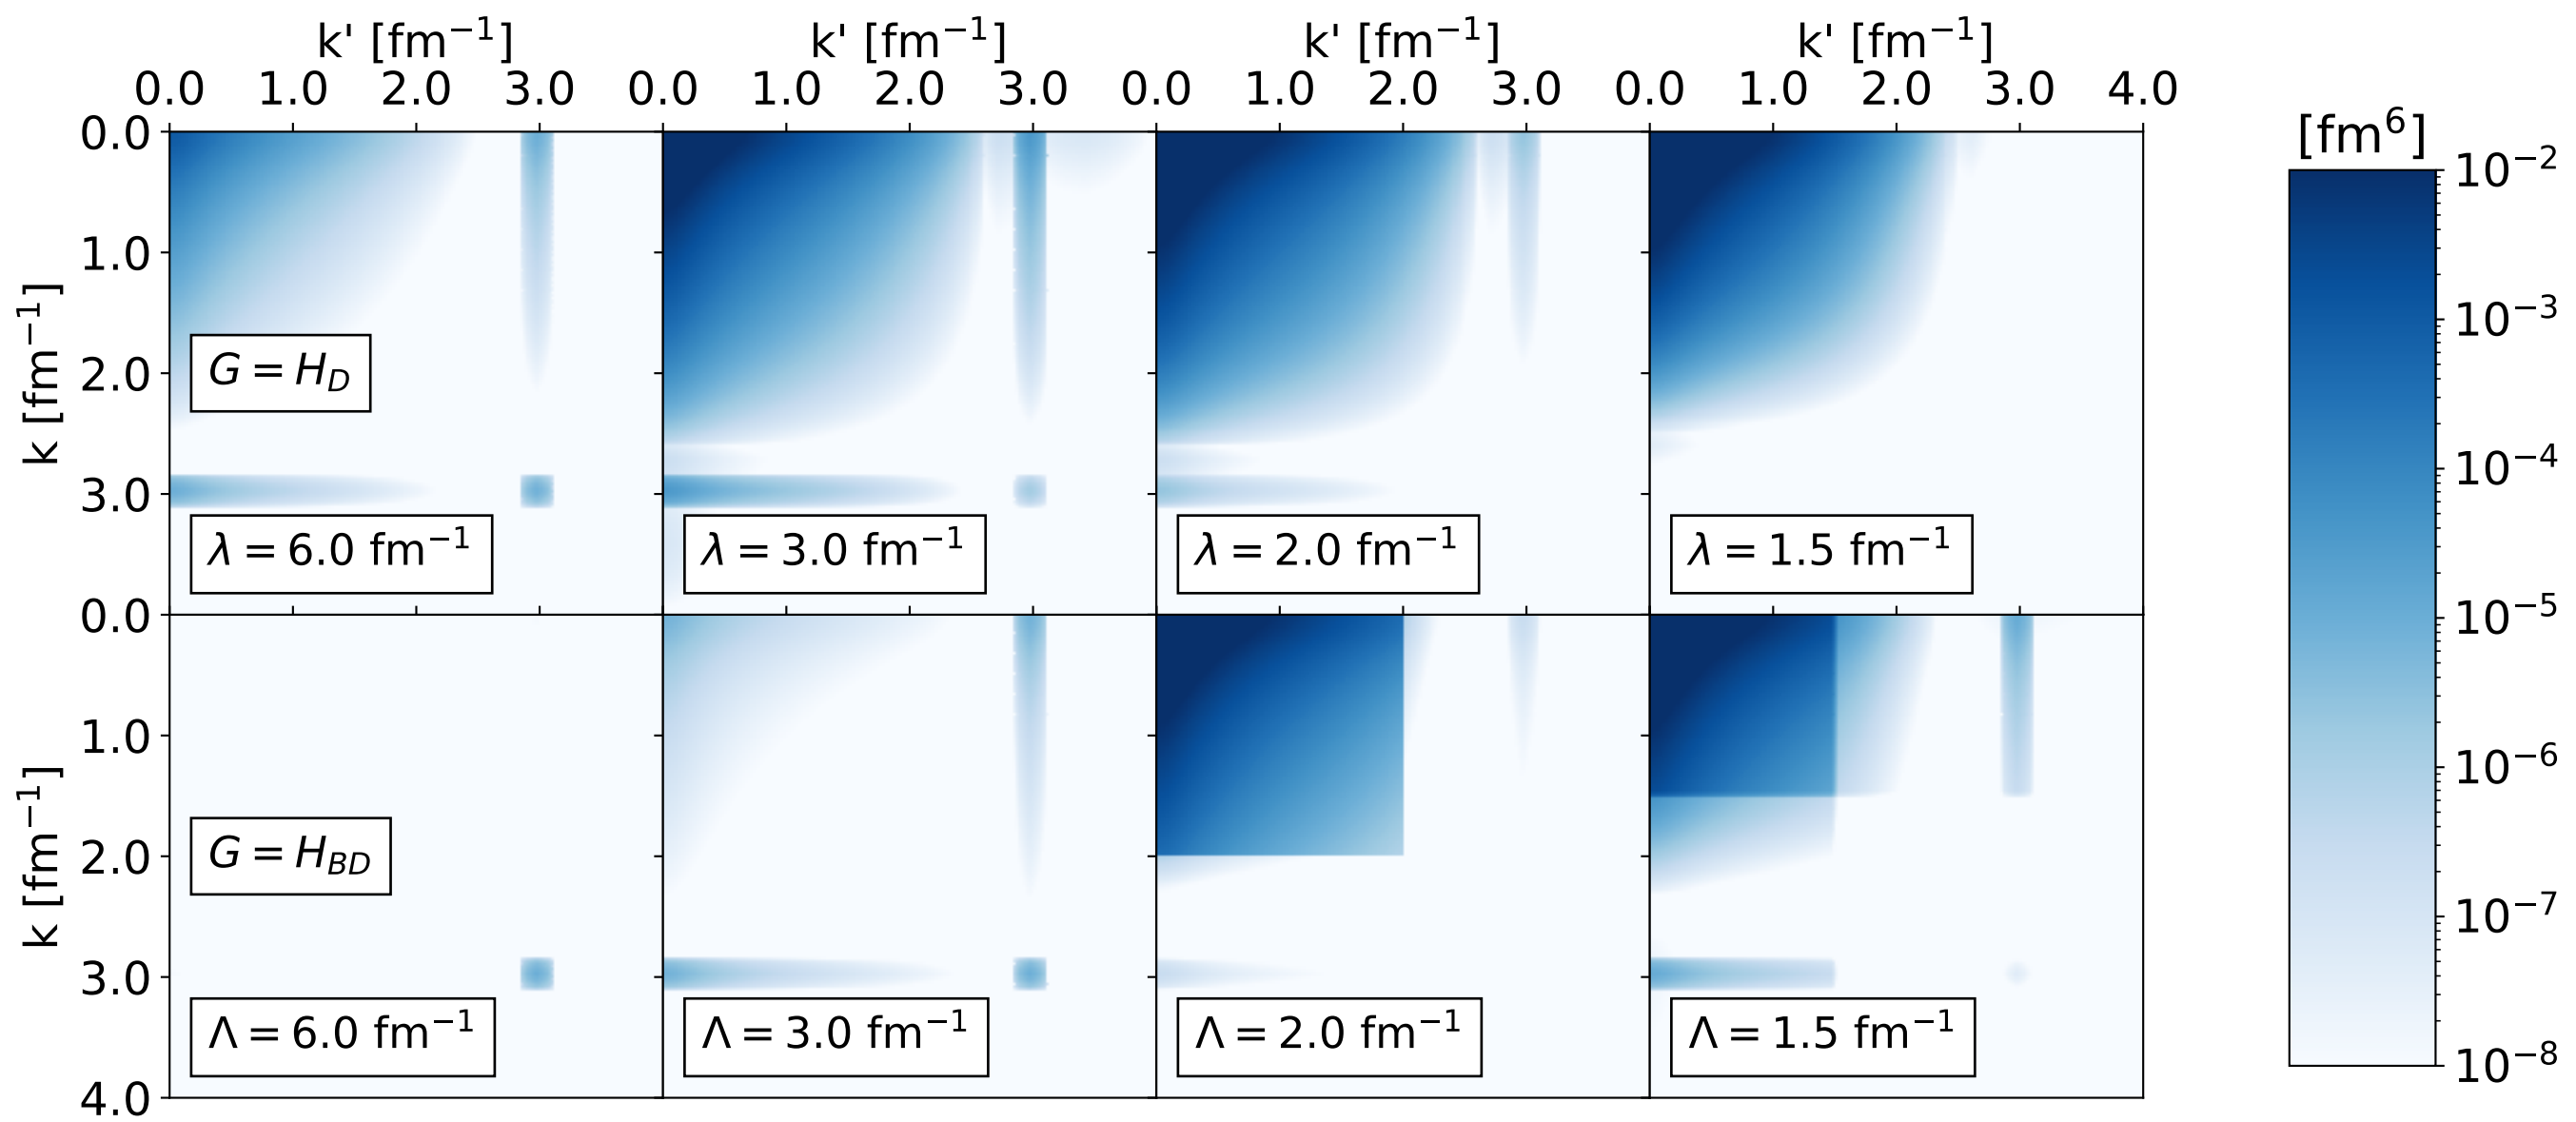 k' [fm⁻¹] k' [fm⁻¹] k' [fm⁻¹] k' [fm⁻¹]
0.0 1.0 2.0 3.0 0.0 1.0 2.0 3.0 0.0 1.0 2.0 3.0 0.0 1.0 2.0 3.0 4.0
0.0
1.0
2.0
3.0
k [fm⁻¹]
G = H_D
λ = 6.0 fm⁻¹
λ = 3.0 fm⁻¹
λ = 2.0 fm⁻¹
λ = 1.5 fm⁻¹
0.0
1.0
2.0
3.0
4.0
k [fm⁻¹]
G = H_BD
Λ = 6.0 fm⁻¹
Λ = 3.0 fm⁻¹
Λ = 2.0 fm⁻¹
Λ = 1.5 fm⁻¹
[fm⁶]
10⁻²
10⁻³
10⁻⁴
10⁻⁵
10⁻⁶
10⁻⁷
10⁻⁸